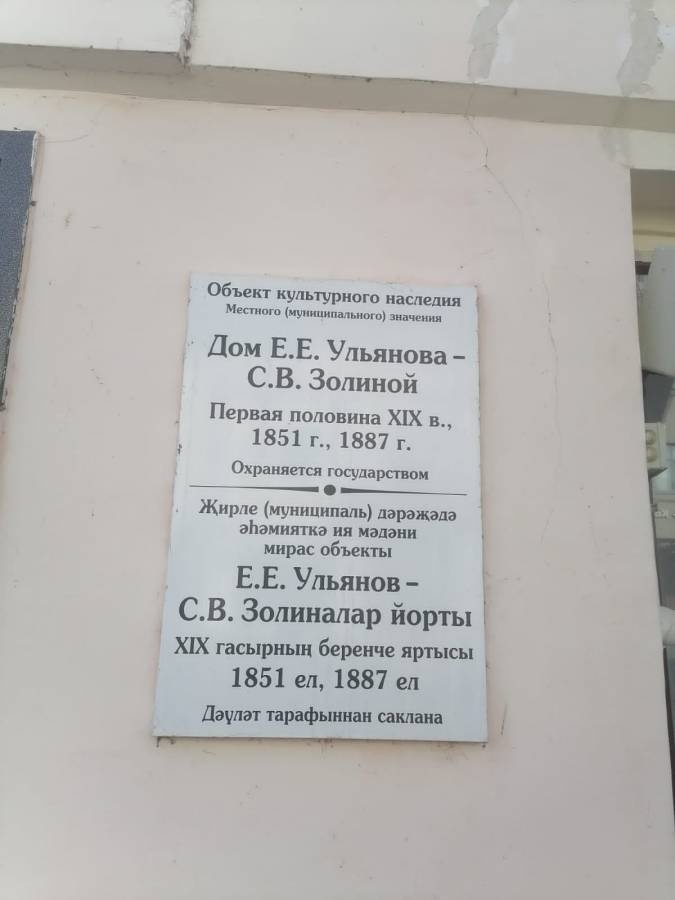 Объект культурного наследия
Местного (муниципального) значения
Дом Е.Е. Ульянова –
С.В. Золиной
Первая половина XIX в.,
1851 г., 1887 г.
Охраняется государством
Җирле (муниципаль) дәрәҗәдә
әһәмияткә ия мәдәни
мирас объекты
Е.Е. Ульянов –
С.В. Золиналар йорты
XIX гасырның беренче яртысы
1851 ел, 1887 ел
Дәүләт тарафыннан саклана